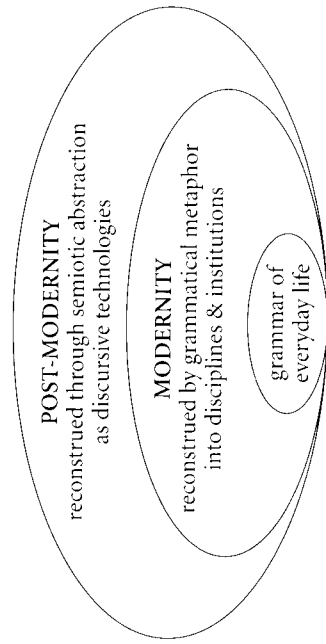 POST-MODERNITY
reconstrued through semiotic abstraction
as discursive technologies
MODERNITY
reconstrued by grammatical metaphor
into disciplines & institutions
grammar of
everyday life